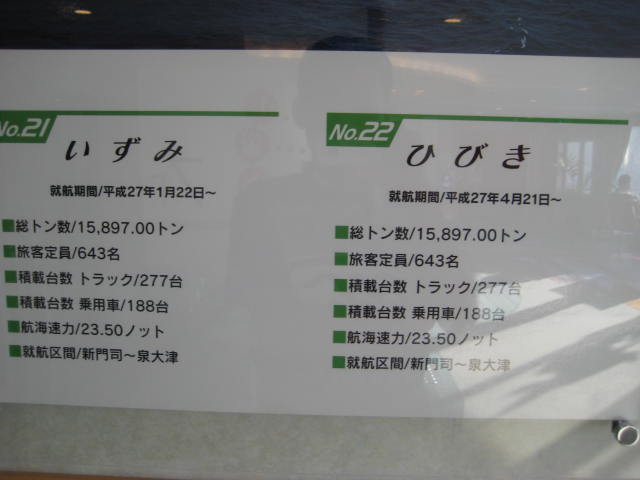 No.21
いずみ
就航期間/平成27年1月22日～
■総トン数/15,897.00トン
■旅客定員/643名
■積載台数 トラック/277台
■積載台数 乗用車/188台
■航海速力/23.50ノット
■就航区間/新門司～泉大津
No.22
ひびき
就航期間/平成27年4月21日～
■総トン数/15,897.00トン
■旅客定員/643名
■積載台数 トラック/277台
■積載台数 乗用車/188台
■航海速力/23.50ノット
■就航区間/新門司～泉大津